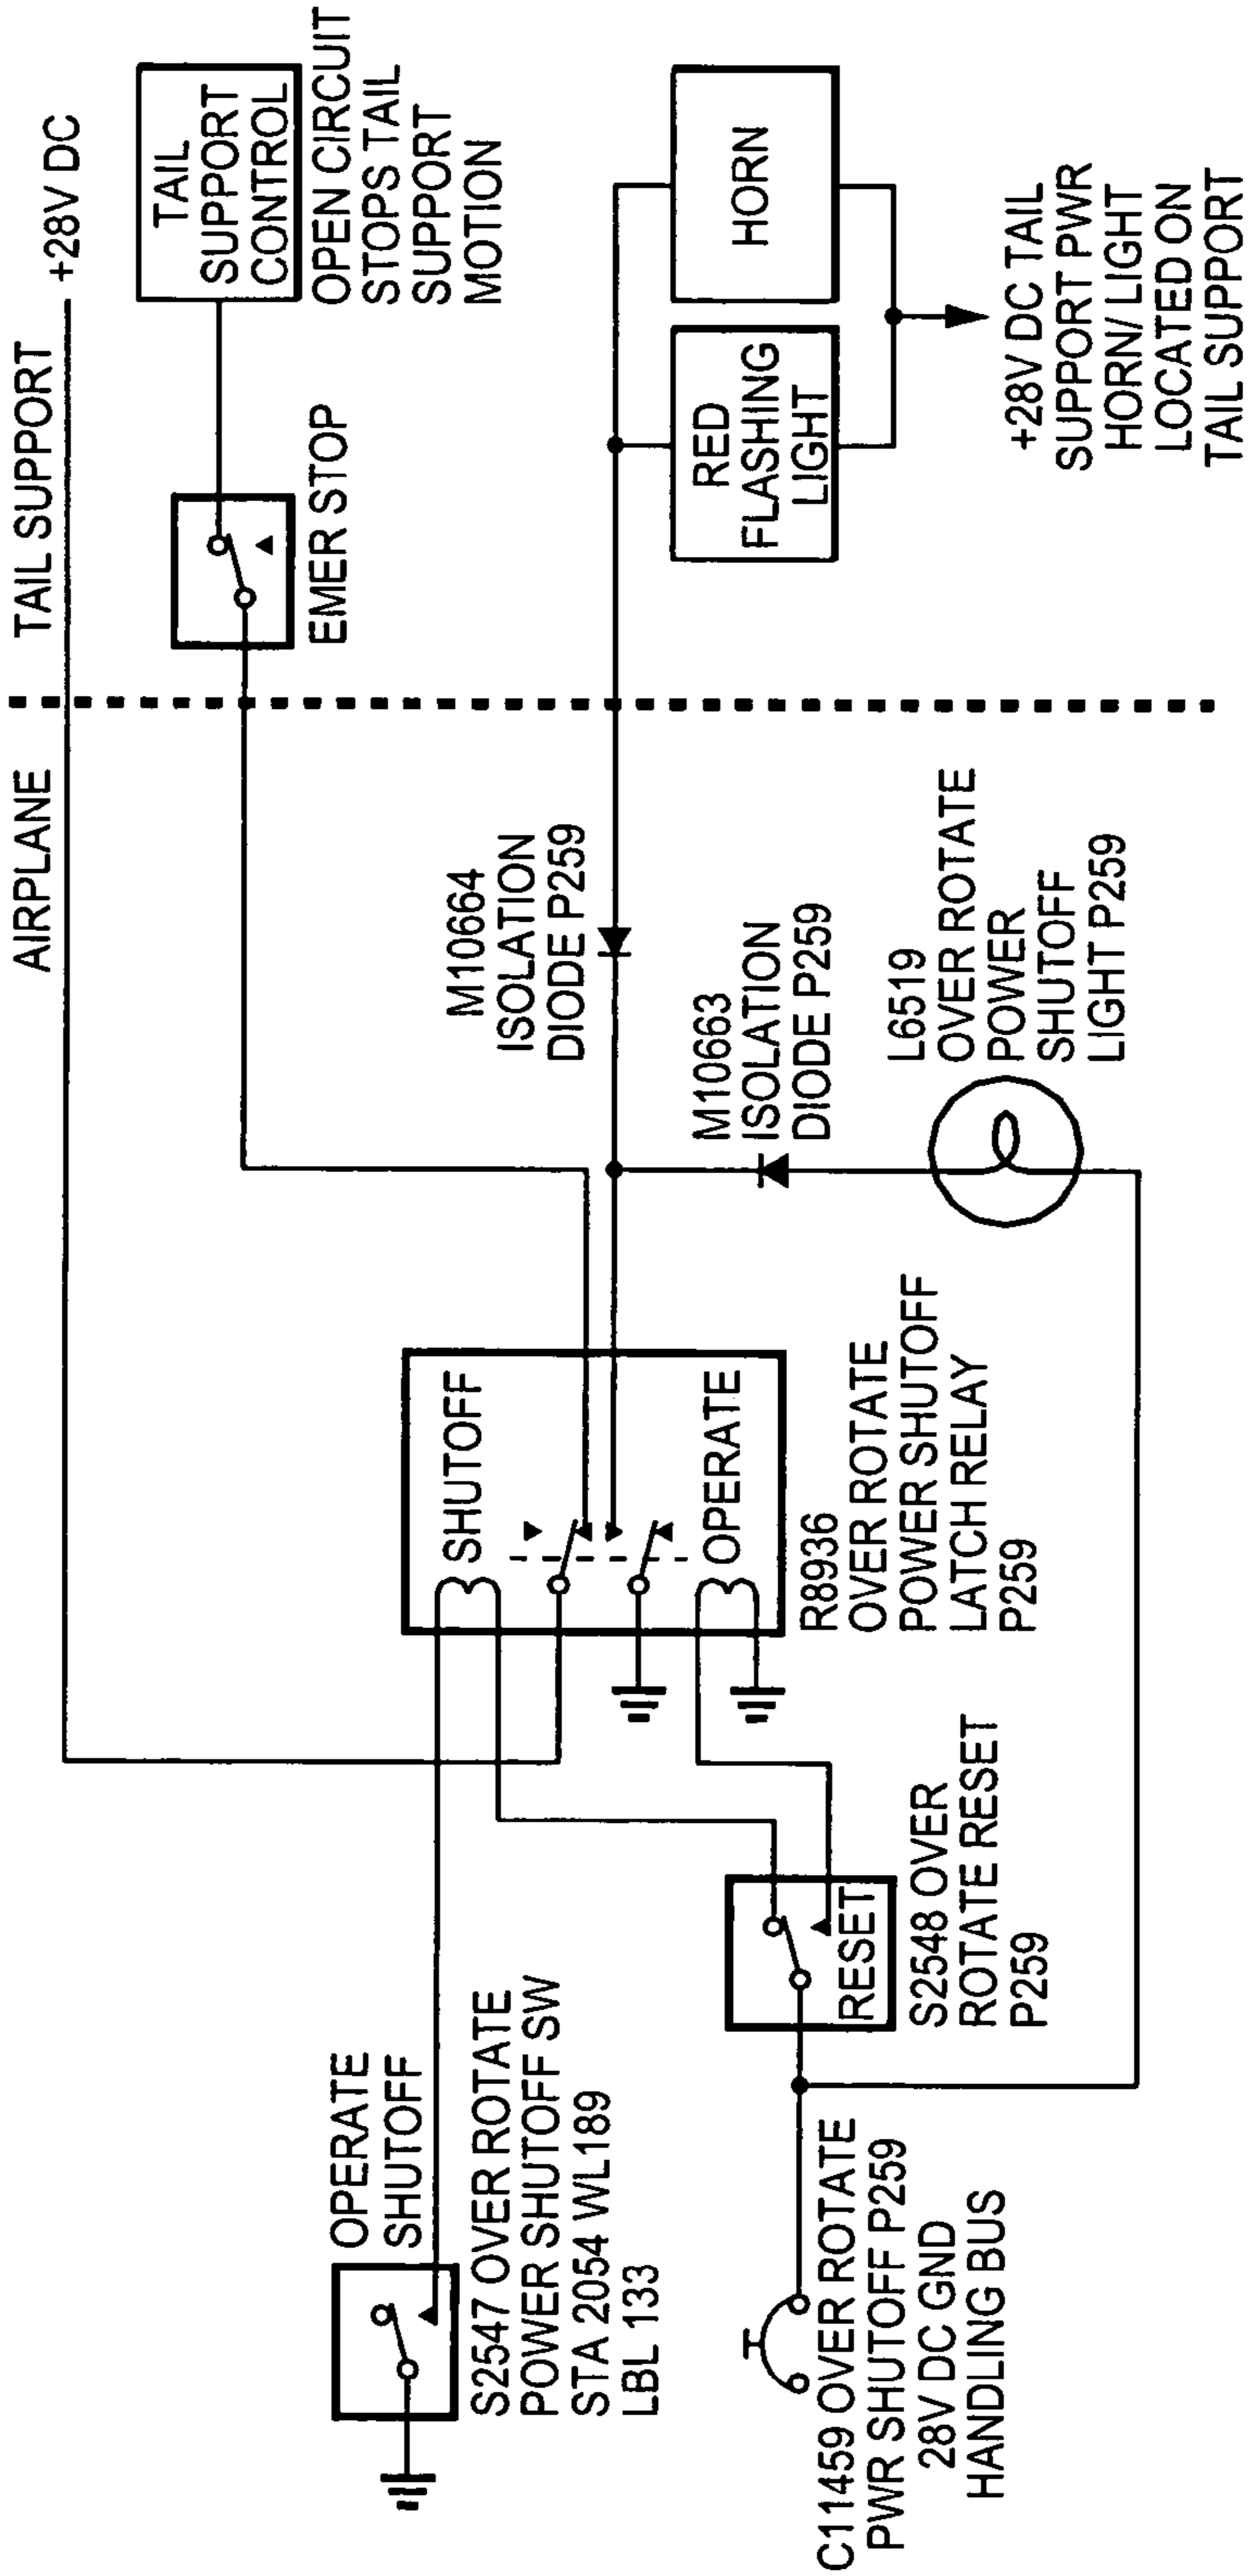 AIRPLANE
TAIL SUPPORT
+28V DC
TAIL
SUPPORT
CONTROL
OPEN CIRCUIT
STOPS TAIL
SUPPORT
MOTION
EMER STOP
OPERATE
SHUTOFF
S2547 OVER ROTATE
POWER SHUTOFF SW
STA 2054 WL189
LBL 133
SHUTOFF
OPERATE
R8936
OVER ROTATE
POWER SHUTOFF
LATCH RELAY
P259
M10664
ISOLATION
DIODE P259
M10663
ISOLATION
DIODE P259
L6519
OVER ROTATE
POWER
SHUTOFF
LIGHT P259
RED
FLASHING
LIGHT
HORN
+28V DC TAIL
SUPPORT PWR
HORN/ LIGHT
LOCATED ON
TAIL SUPPORT
RESET
S2548 OVER
ROTATE RESET
P259
C11459 OVER ROTATE
PWR SHUTOFF P259
28V DC GND
HANDLING BUS